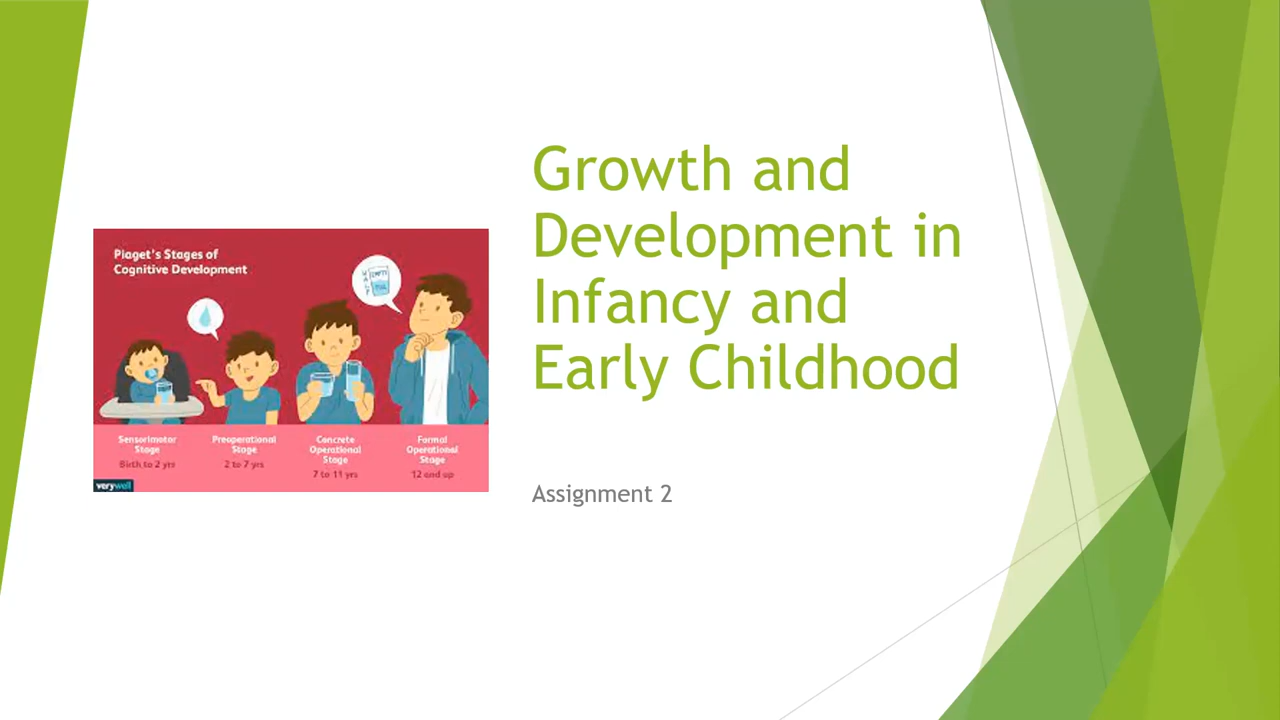 Growth and
Development in
Infancy and
Early Childhood
Assignment 2
Piaget's Stages of
Cognitive Development
Sensorimotor
Stage
Birth to 2 yrs
Preoperational
Stage
2 to 7 yrs
Concrete
Operational
Stage
7 to 11 yrs
Formal
Operational
Stage
12 and up
verywell